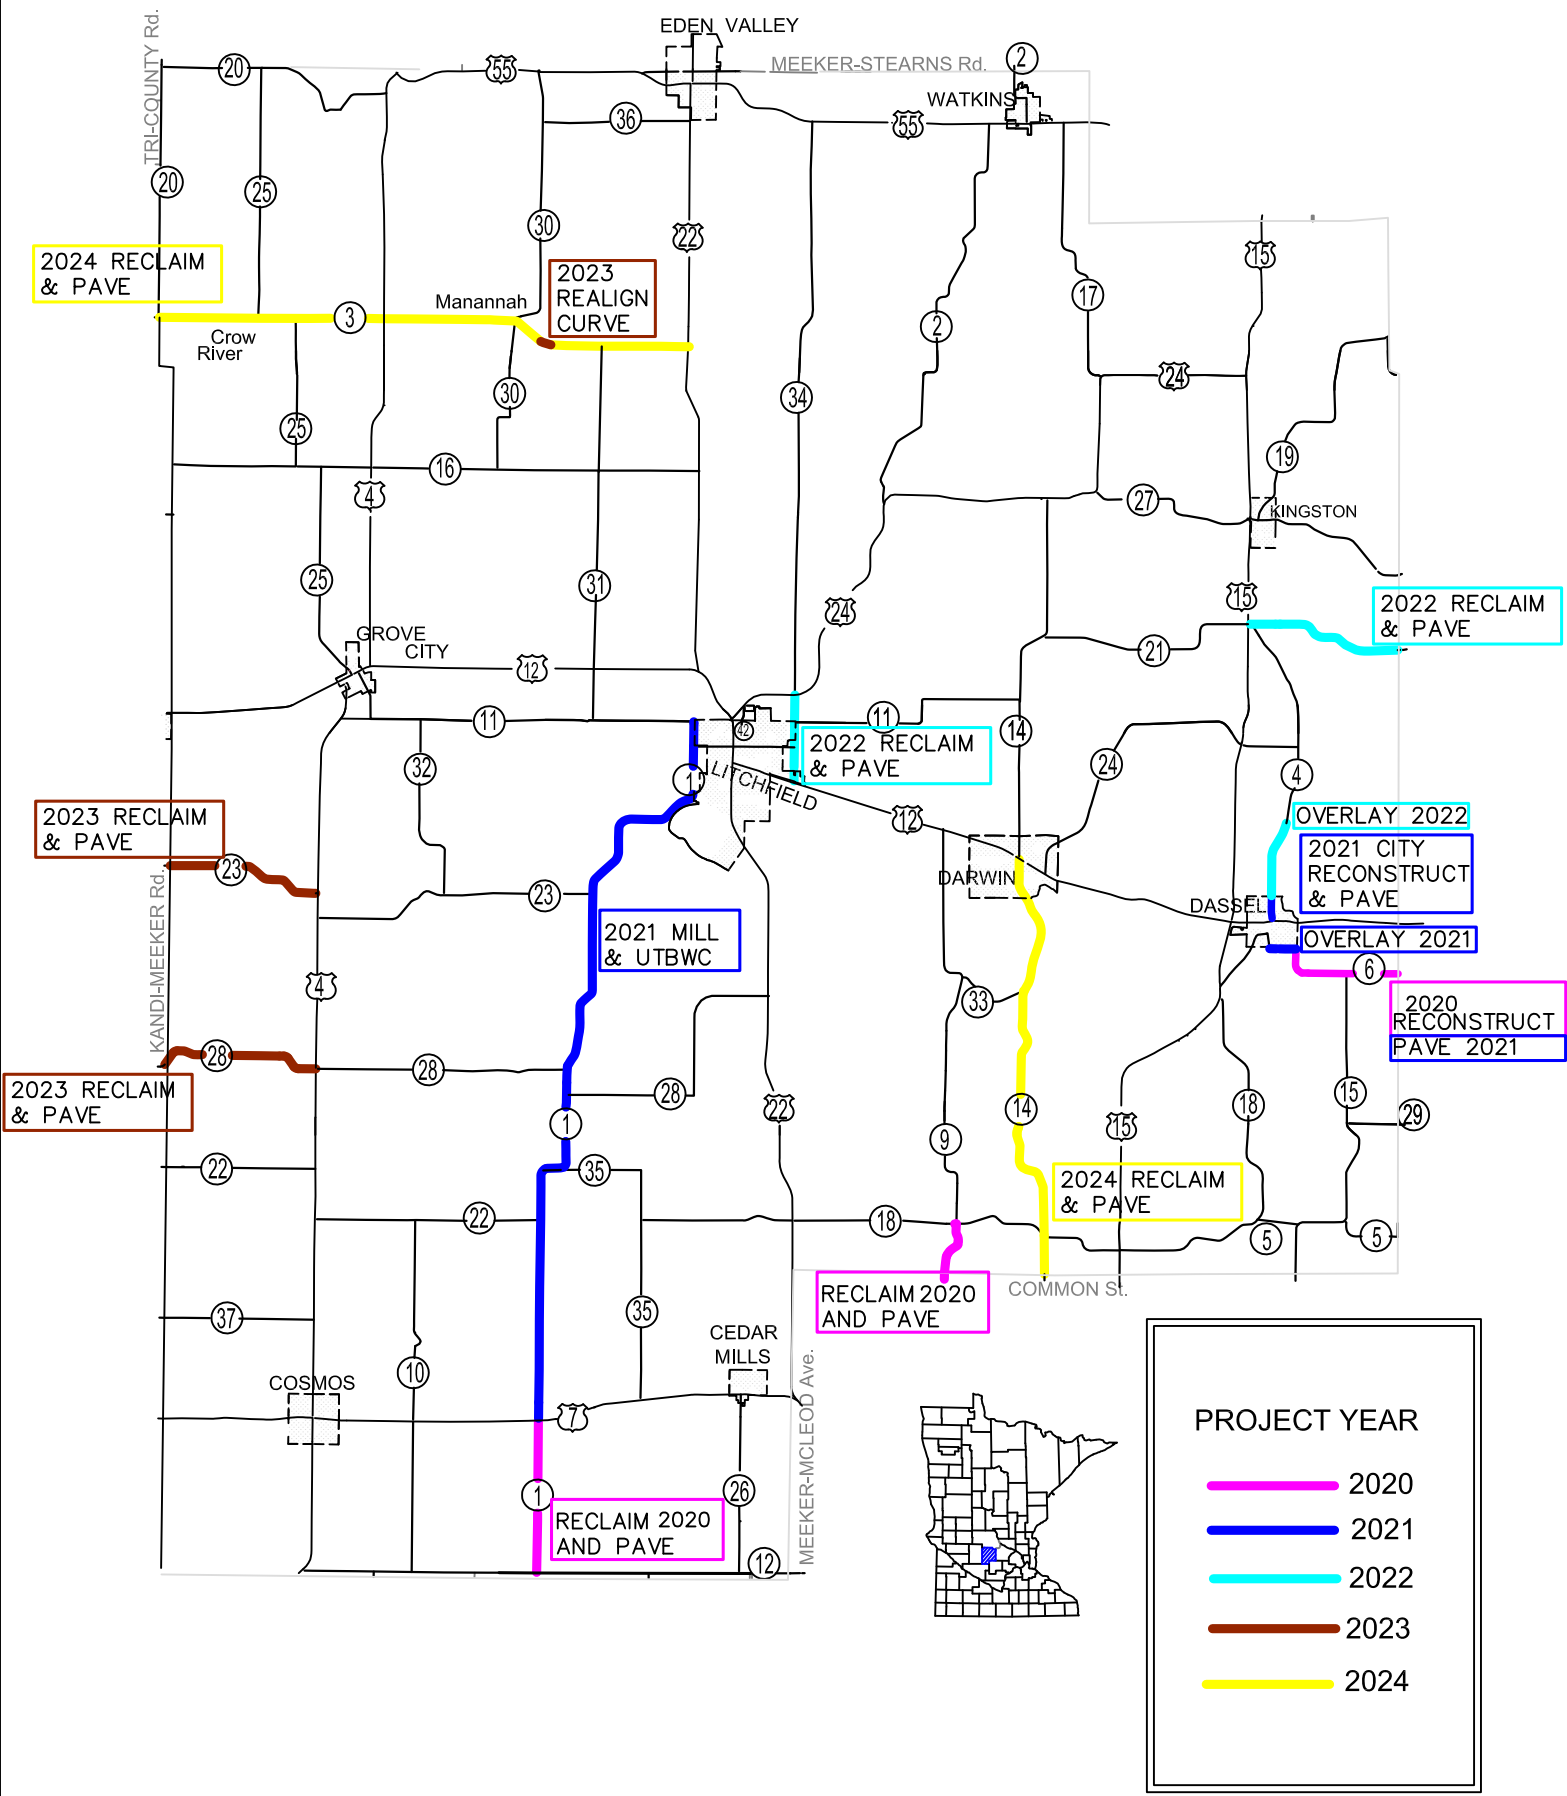 TRI-COUNTY Rd.
EDEN VALLEY
MEEKER-STEARNS Rd.
2
20
55
WATKINS
36
55
20
25
30
22
15
2024 RECLAIM
& PAVE
2023
REALIGN
CURVE
Manannah
3
17
2
Crow
River
30
34
24
25
16
19
4
27
KINGSTON
25
31
24
15
2022 RECLAIM
& PAVE
GROVE
CITY
12
21
11
42
11
14
2022 RECLAIM
& PAVE
32
1
LITCHFIELD
24
4
2023 RECLAIM
& PAVE
12
OVERLAY 2022
2021 CITY
RECONSTRUCT
& PAVE
23
DARWIN
KANDI-MEEKER Rd.
23
DASSEL
2021 MILL
& UTBWC
OVERLAY 2021
6
4
33
2020
RECONSTRUCT
PAVE 2021
28
28
28
2023 RECLAIM
& PAVE
22
14
15
18
15
29
1
9
22
35
2024 RECLAIM
& PAVE
22
18
5
5
RECLAIM 2020
AND PAVE
COMMON St.
37
35
CEDAR
MILLS
MEEKER-MCLEOD Ave.
10
COSMOS
7
1
26
RECLAIM 2020
AND PAVE
12
PROJECT YEAR
2020
2021
2022
2023
2024